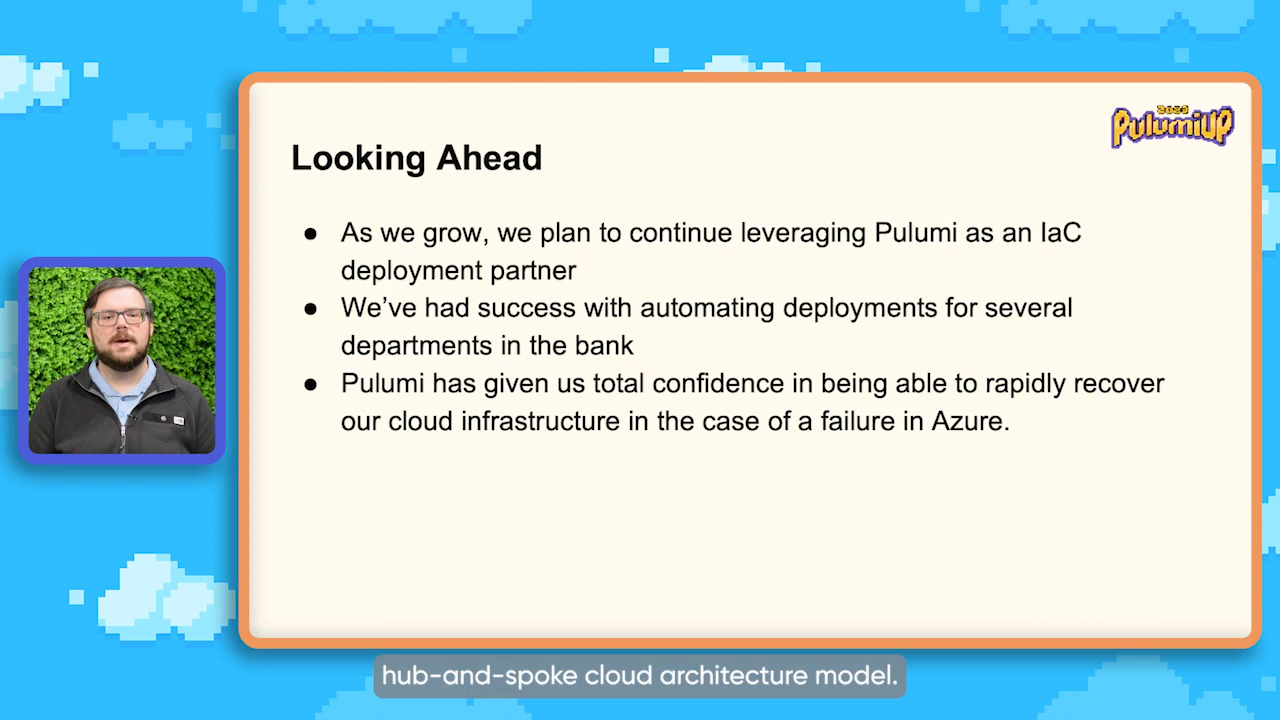 2023
PulumiUP
Looking Ahead
● As we grow, we plan to continue leveraging Pulumi as an IaC
deployment partner
● We’ve had success with automating deployments for several
departments in the bank
● Pulumi has given us total confidence in being able to rapidly recover
our cloud infrastructure in the case of a failure in Azure.
hub-and-spoke cloud architecture model.